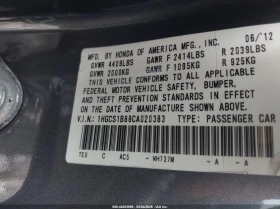 MFD. BY HONDA OF AMERICA MFG., INC. 06/12
GVWR 4409LBS GAWR F 2414LBS R 2039LBS
GVWR 2000KG GAWR F 1095KG R 925KG
THIS VEHICLE CONFORMS TO ALL APPLICABLE
FEDERAL MOTOR VEHICLE SAFETY, BUMPER,
AND THEFT PREVENTION STANDARDS IN EFFECT ON THE
DATE OF MANUFACTURE SHOWN ABOVE.
V.I.N.: 1HGCS1B88CA020383 TYPE: PASSENGER CAR
TE5 C AC5 - NH737M - A - A